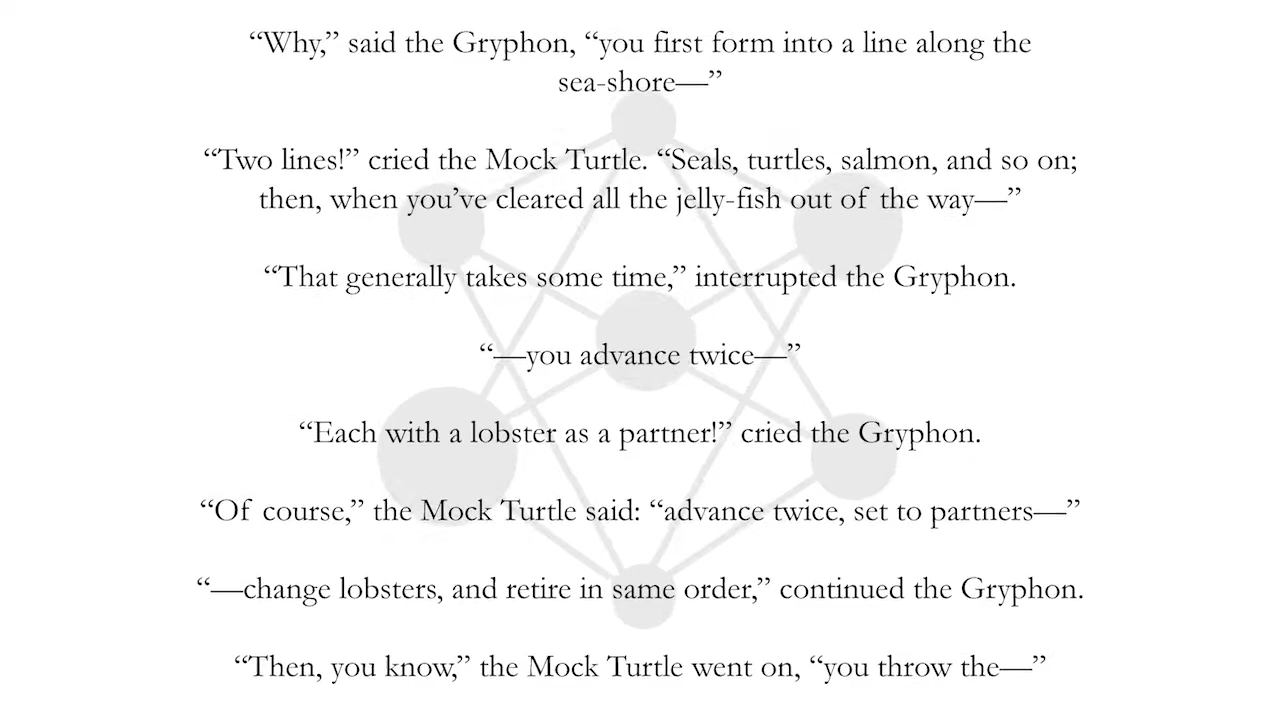 “Why,” said the Gryphon, “you first form into a line along the
sea-shore—”
“Two lines!” cried the Mock Turtle. “Seals, turtles, salmon, and so on;
then, when you’ve cleared all the jelly-fish out of the way—”
“That generally takes some time,” interrupted the Gryphon.
“—you advance twice—”
“Each with a lobster as a partner!” cried the Gryphon.
“Of course,” the Mock Turtle said: “advance twice, set to partners—”
“—change lobsters, and retire in same order,” continued the Gryphon.
“Then, you know,” the Mock Turtle went on, “you throw the—”